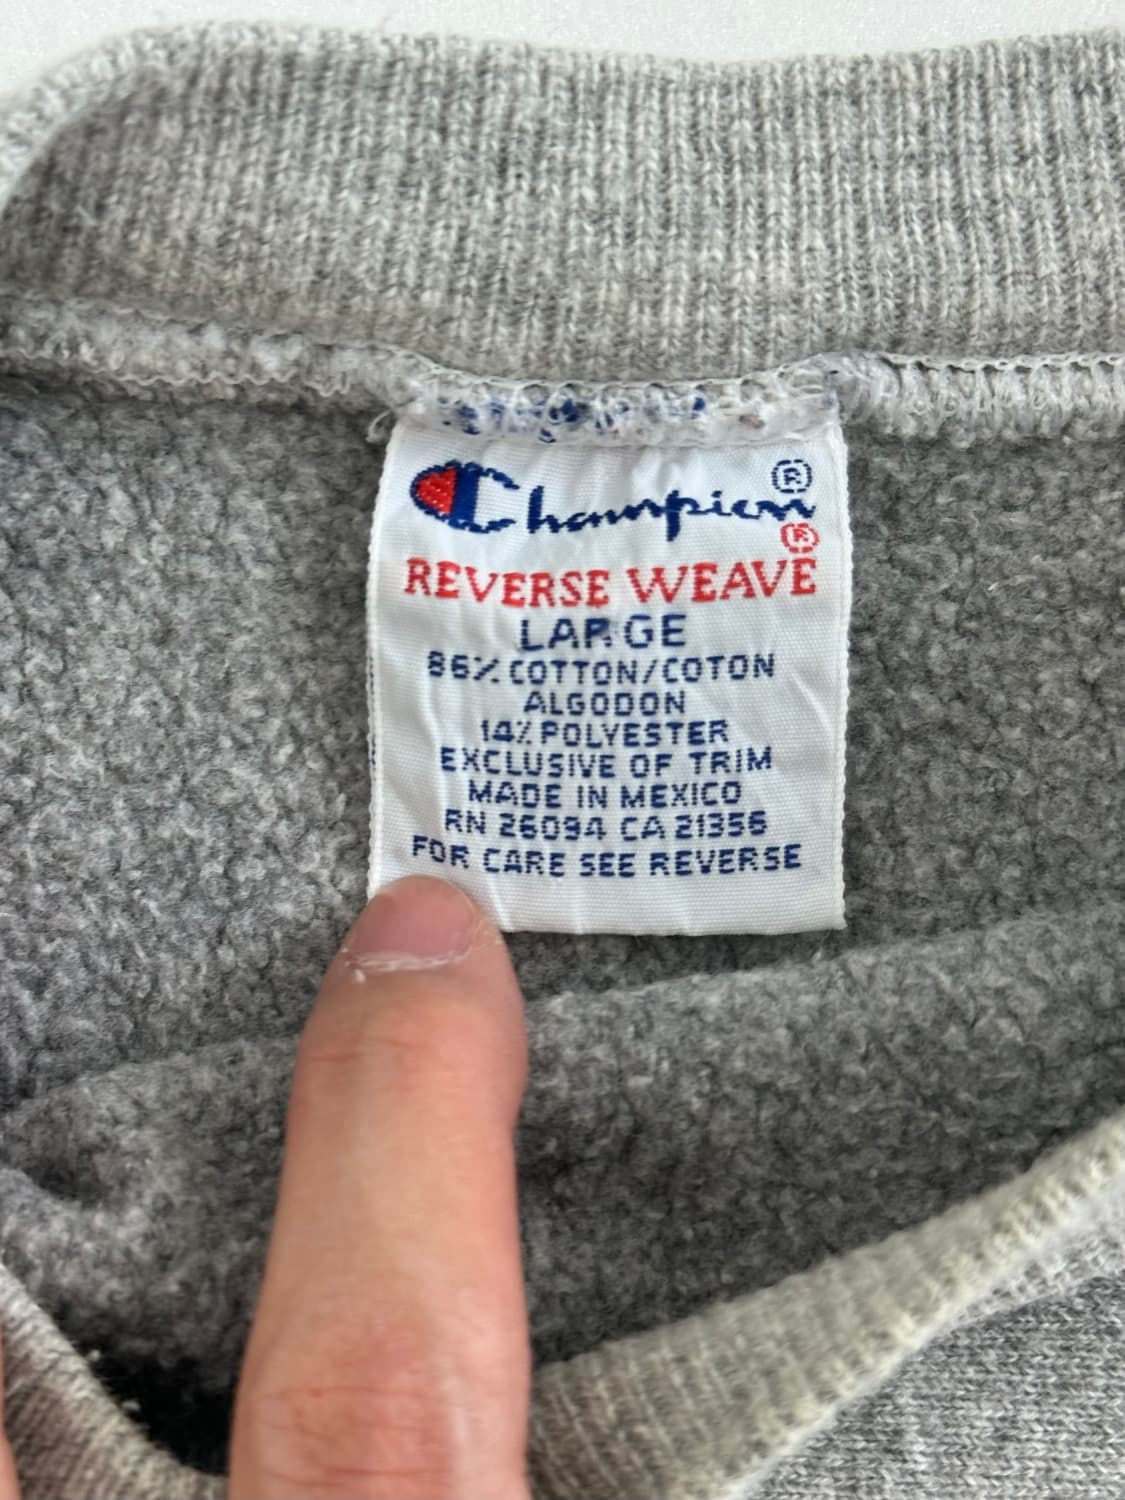 Champion ®
®
REVERSE WEAVE
LARGE
86% COTTON/COTON
ALGODON
14% POLYESTER
EXCLUSIVE OF TRIM
MADE IN MEXICO
RN 26094 CA 21356
FOR CARE SEE REVERSE